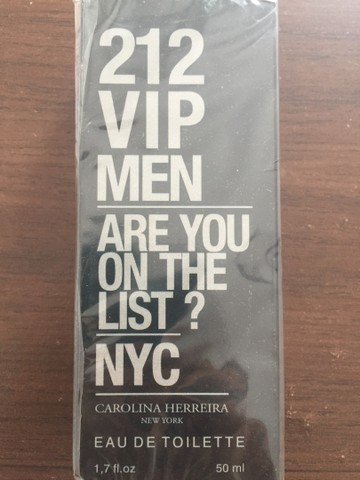 212
VIP
MEN
ARE YOU
ON THE
LIST ?
NYC
CAROLINA HERREIRA
NEW YORK
EAU DE TOILETTE
1,7 fl.oz 50 ml